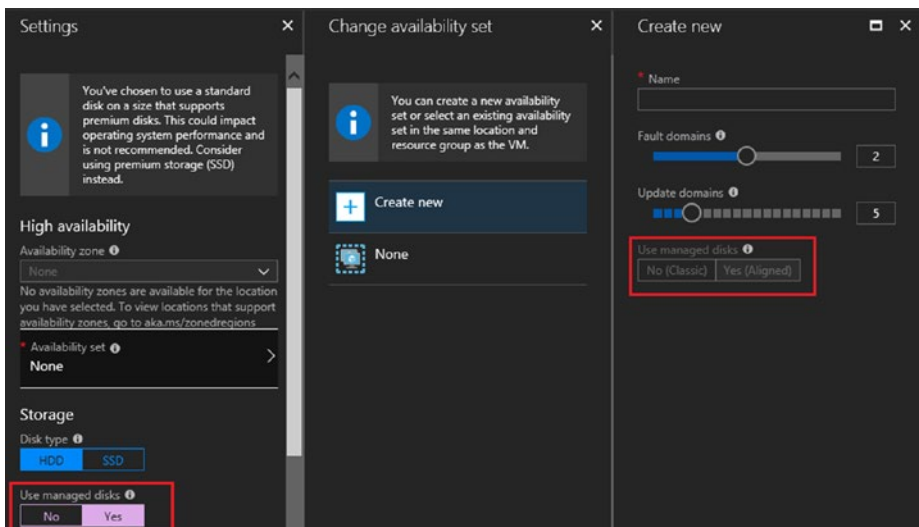 Settings
You've chosen to use a standard
disk on a size that supports
premium disks. This could impact
operating system performance and
is not recommended. Consider
using premium storage (SSD)
instead.
High availability
Availability zone
None
No availability zones are available for the location
you have selected. To view locations that support
availability zones, go to aka.ms/zonedregions
* Availability set
None
Storage
Disk type
HDD SSD
Use managed disks
No Yes
Change availability set
You can create a new availability
set or select an existing availability
set in the same location and
resource group as the VM.
Create new
None
Create new
* Name
Fault domains
2
Update domains
5
Use managed disks
No (Classic) Yes (Aligned)